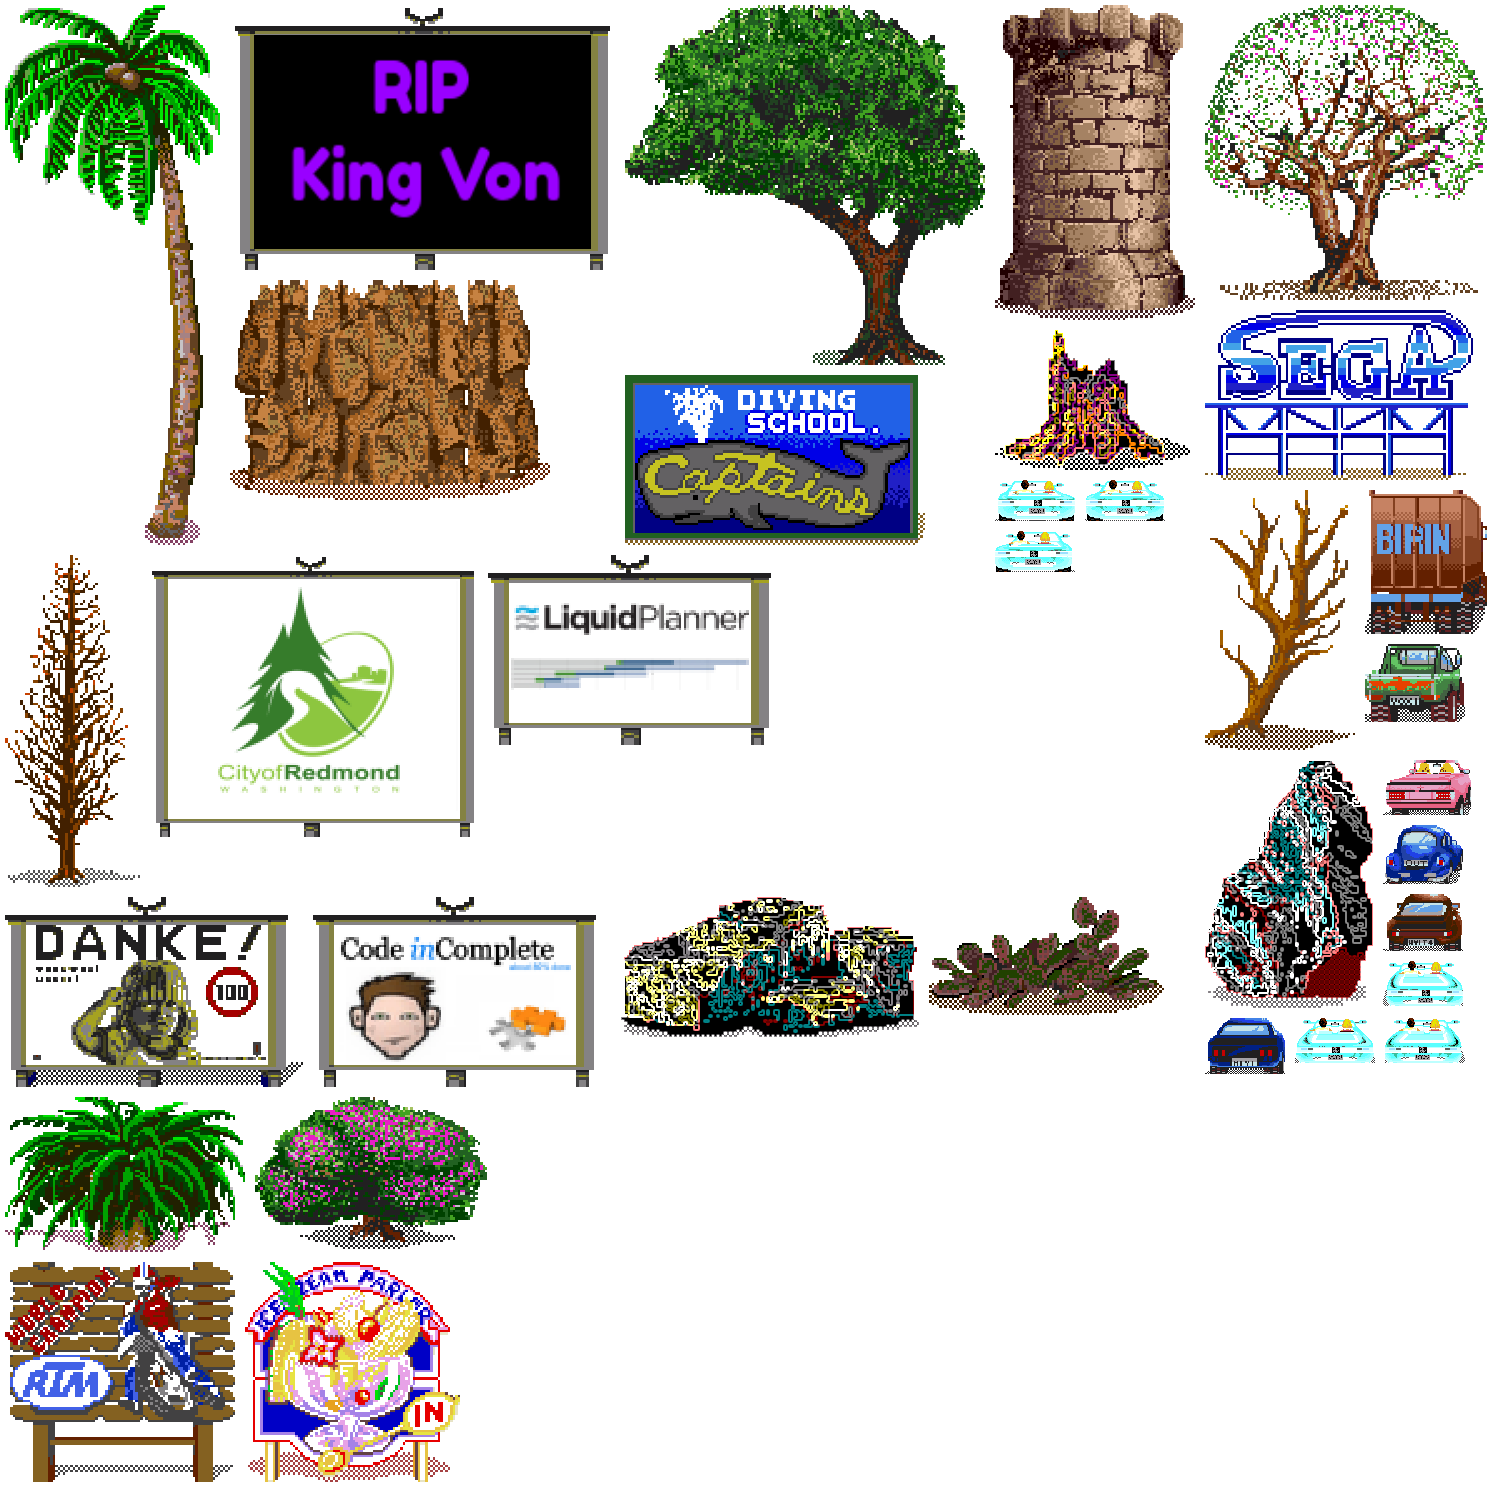 RIP
King Von
DIVING
SCHOOL.
Captains
SEGA
BIRIN
LiquidPlanner
CityofRedmond
WASHINGTON
DANKE!
100
Code inComplete
WORLD
CHAMPION
RTM
ICE CREAM PARLOR
IN